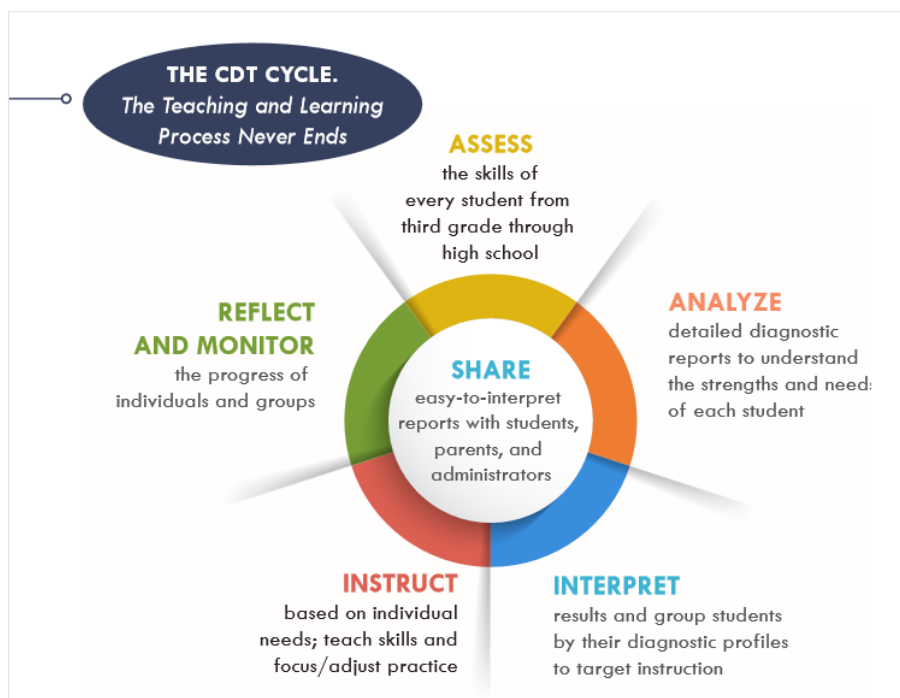 THE CDT CYCLE.
The Teaching and Learning
Process Never Ends
ASSESS
the skills of
every student from
third grade through
high school
ANALYZE
detailed diagnostic
reports to understand
the strengths and needs
of each student
INTERPRET
results and group students
by their diagnostic profiles
to target instruction
INSTRUCT
based on individual
needs; teach skills and
focus/adjust practice
REFLECT
AND MONITOR
the progress of
individuals and groups
SHARE
easy-to-interpret
reports with students,
parents, and
administrators